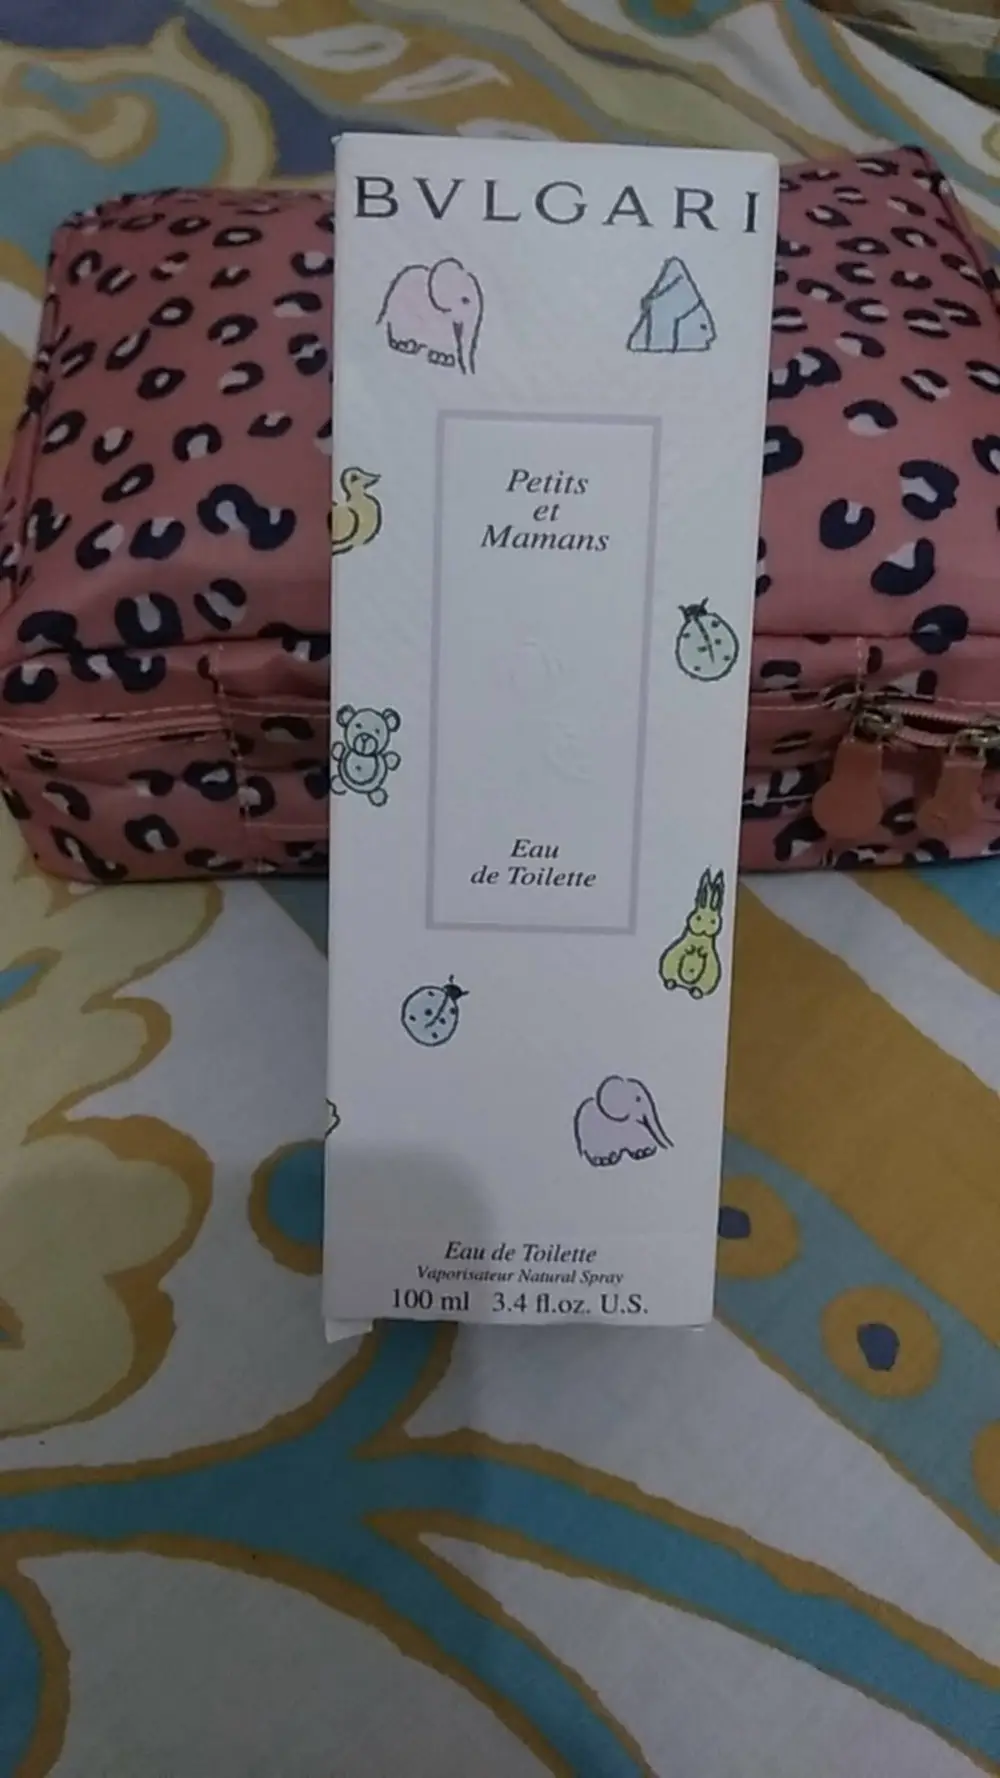 BVLGARI
Petits
et
Mamans
Eau
de Toilette
Eau de Toilette
Vaporisateur Natural Spray
100 ml 3.4 fl.oz. U.S.